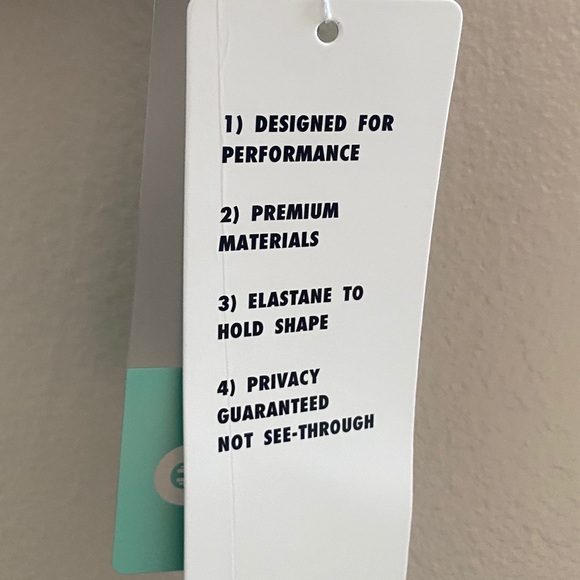 1) DESIGNED FOR
PERFORMANCE
2) PREMIUM
MATERIALS
3) ELASTANE TO
HOLD SHAPE
4) PRIVACY
GUARANTEED
NOT SEE-THROUGH